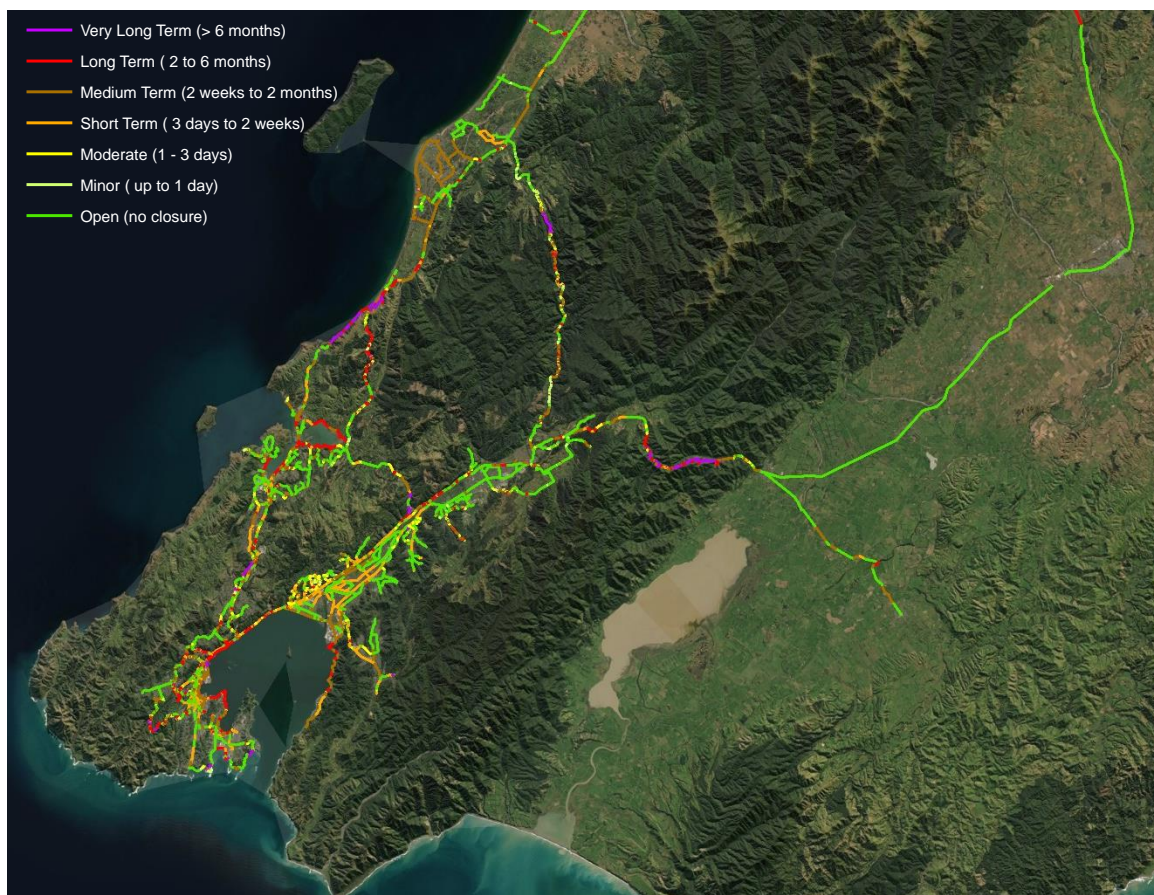 Very Long Term (> 6 months)
Long Term ( 2 to 6 months)
Medium Term (2 weeks to 2 months)
Short Term ( 3 days to 2 weeks)
Moderate (1 - 3 days)
Minor ( up to 1 day)
Open (no closure)